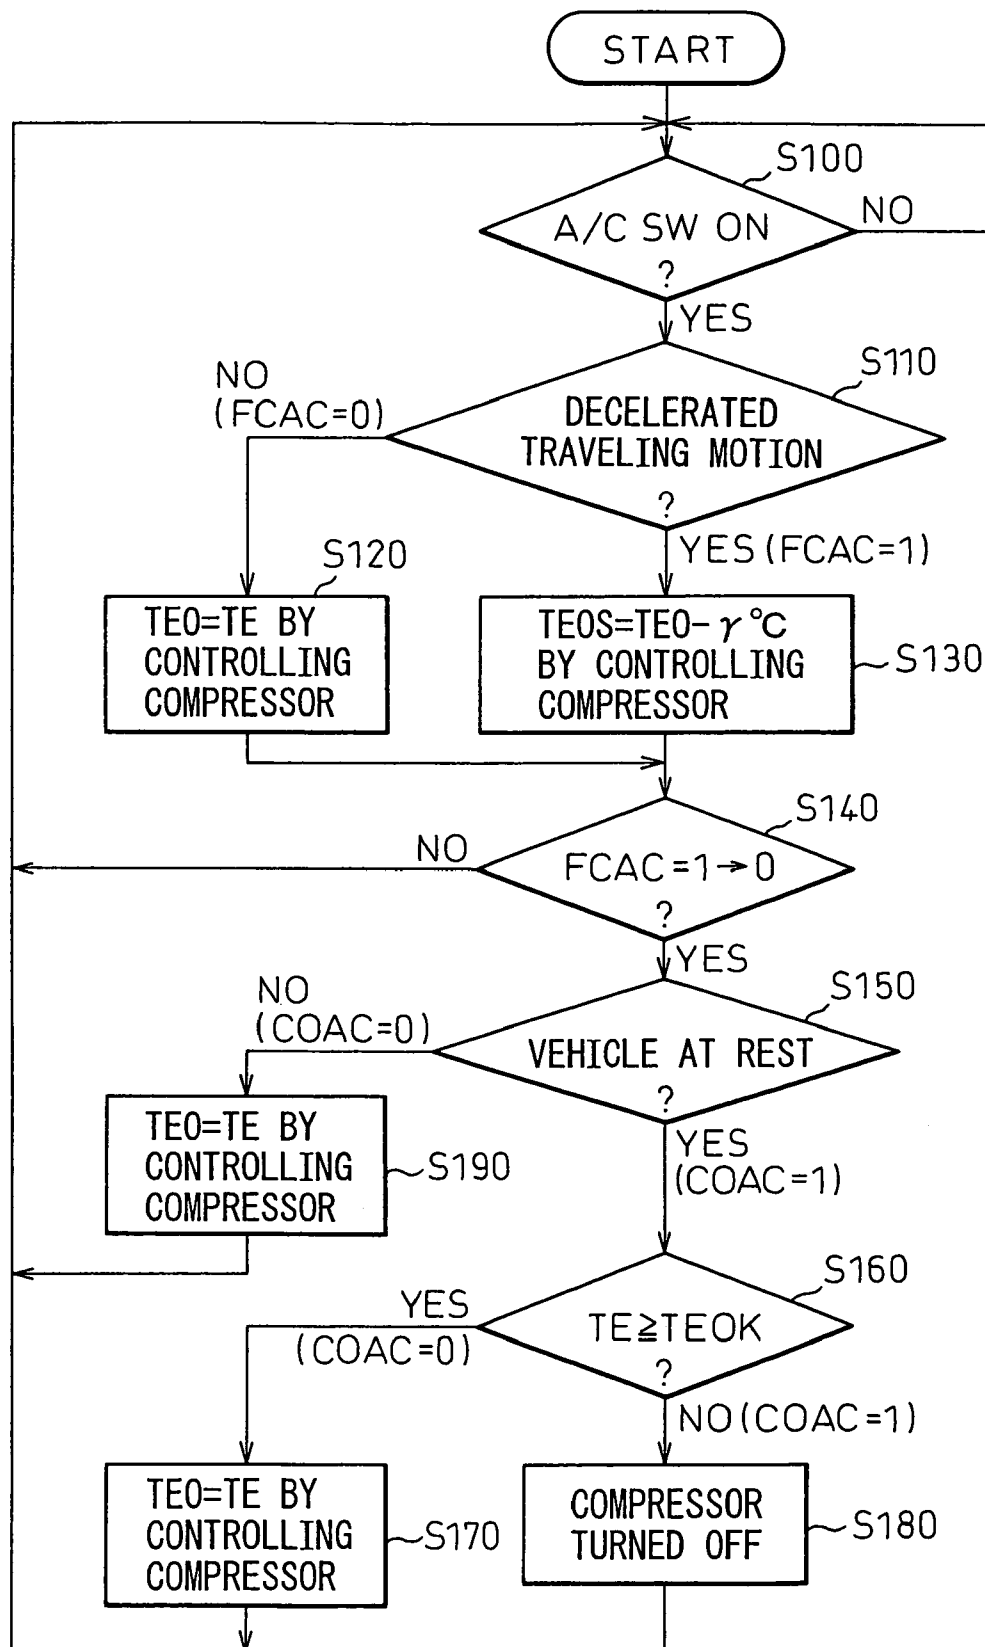 START
S100
A/C SW ON
?
NO
YES
S110
NO
(FCAC=0)
DECELERATED
TRAVELING MOTION
?
YES (FCAC=1)
S120
TEO=TE BY
CONTROLLING
COMPRESSOR
TEOS=TEO-γ℃
BY CONTROLLING
COMPRESSOR
S130
S140
NO
FCAC=1→0
?
YES
S150
NO
(COAC=0)
VEHICLE AT REST
?
TEO=TE BY
CONTROLLING
COMPRESSOR
S190
YES
(COAC=1)
S160
YES
(COAC=0)
TE≧TEOK
?
NO (COAC=1)
TEO=TE BY
CONTROLLING
COMPRESSOR
S170
COMPRESSOR
TURNED OFF
S180